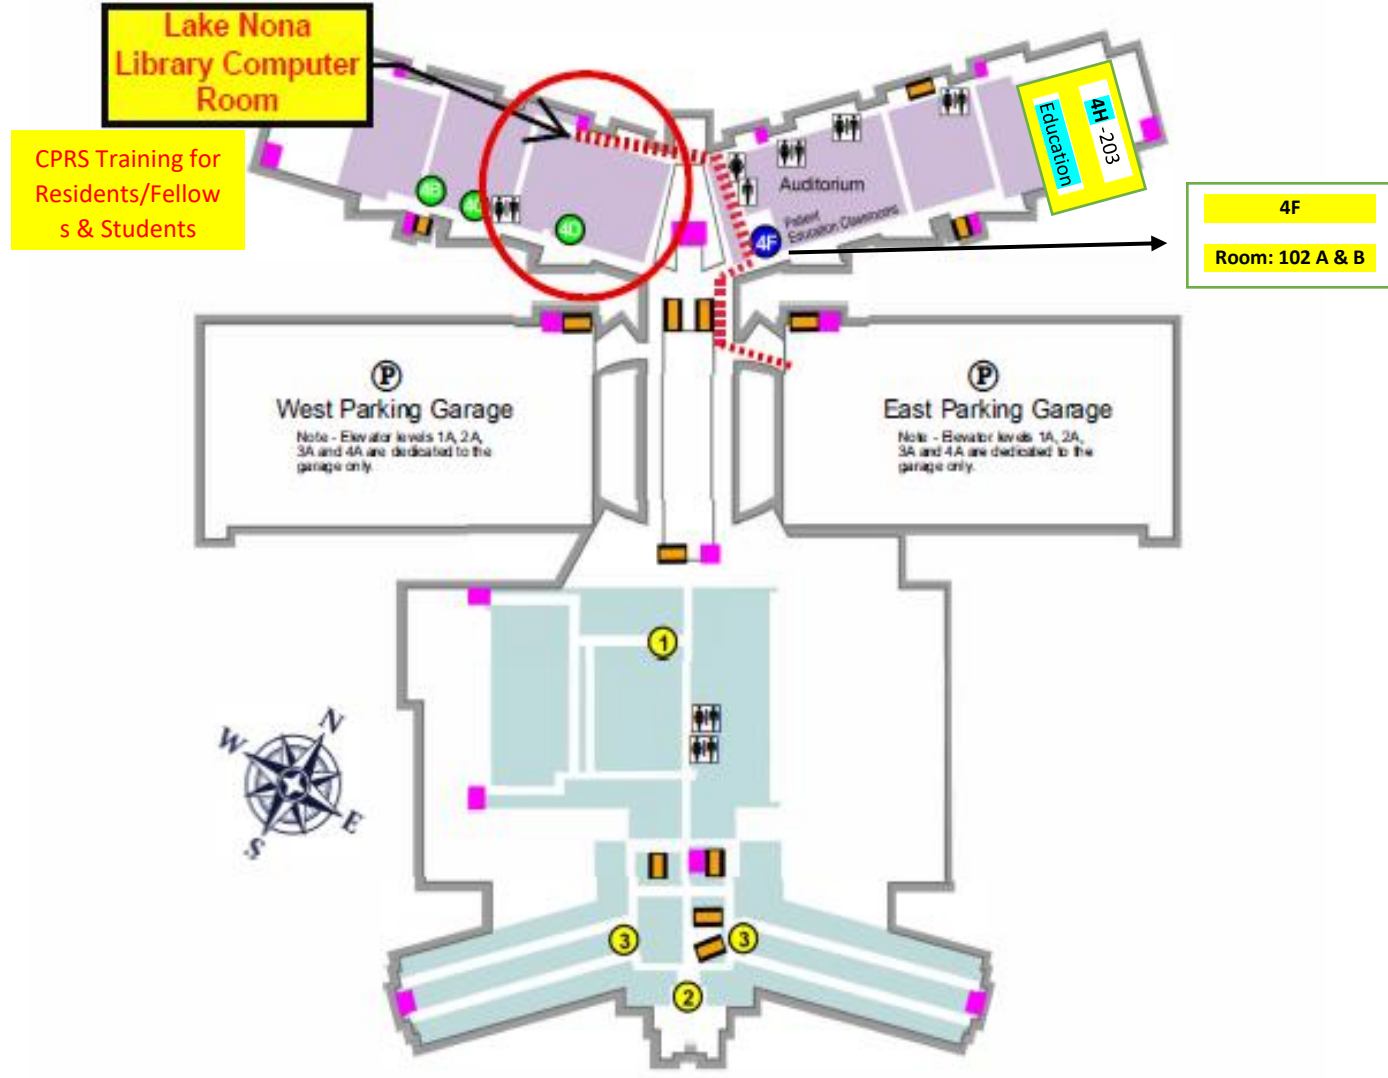 Lake Nona
Library Computer
Room
CPRS Training for
Residents/Fellow
s & Students
4B
4D
Auditorium
Patient
Education Classrooms
4F
Education
4H -203
4F
Room: 102 A & B
P
West Parking Garage
Note - Elevator levels 1A, 2A,
3A and 4A are dedicated to the
garage only.
P
East Parking Garage
Note - Elevator levels 1A, 2A,
3A and 4A are dedicated to the
garage only.
1
N
W
E
S
3
3
2